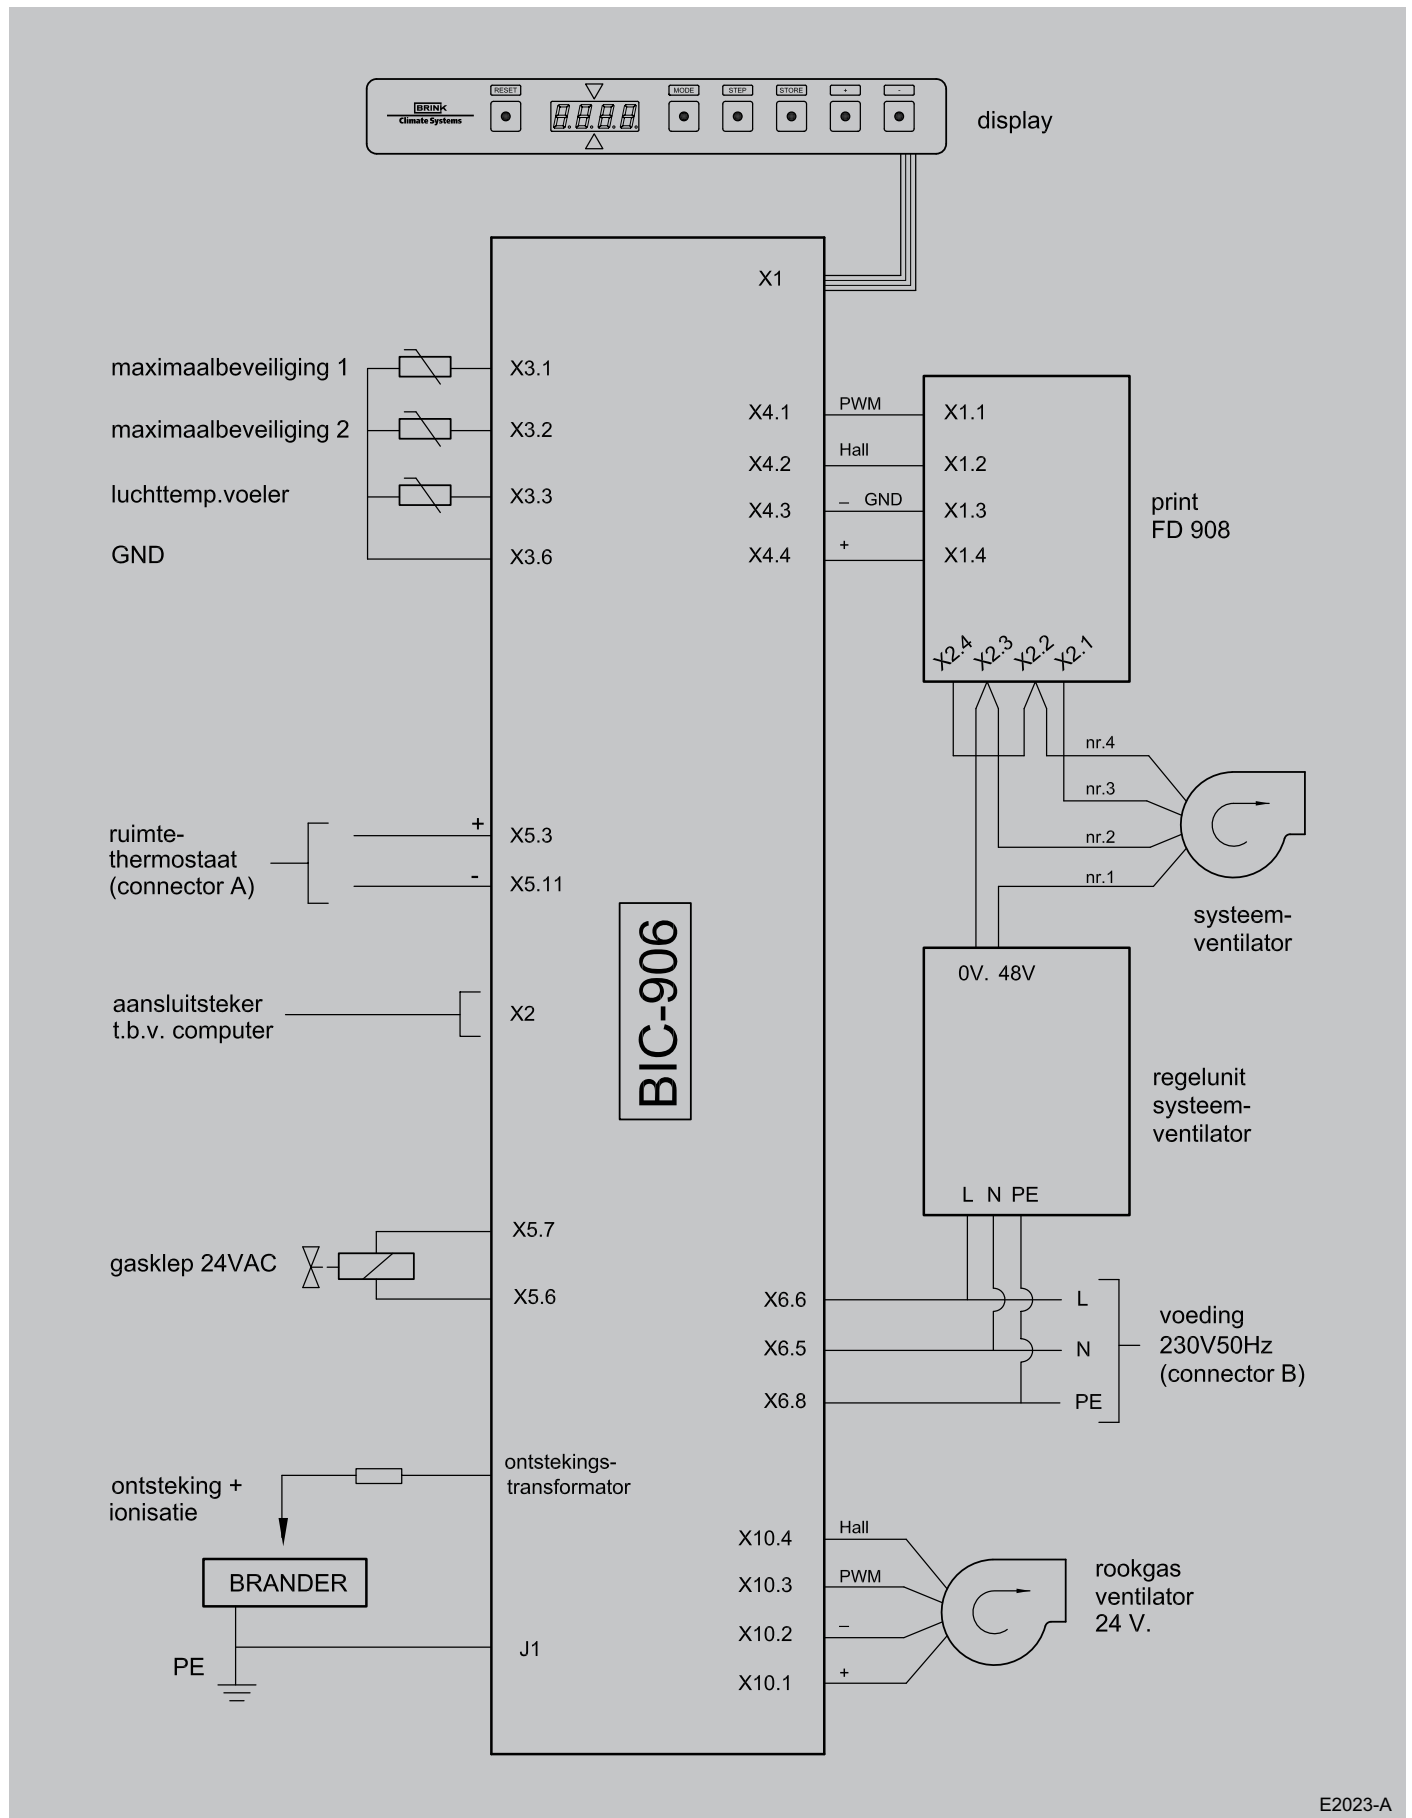 RESET
MODE
STEP
STORE
+
-
BRINK
Climate Systems
8.8.8.8
display
X1
maximaalbeveiliging 1
X3.1
maximaalbeveiliging 2
X3.2
luchttemp.voeler
X3.3
GND
X3.6
X4.1
PWM
X1.1
X4.2
Hall
X1.2
X4.3
– GND
X1.3
X4.4
+
X1.4
print
FD 908
X2.4
X2.3
X2.2
X2.1
nr.4
nr.3
nr.2
nr.1
systeem-
ventilator
ruimte-
thermostaat
(connector A)
+
X5.3
-
X5.11
BIC-906
aansluitsteker
t.b.v. computer
X2
0V. 48V
regelunit
systeem-
ventilator
L N PE
gasklep 24VAC
X5.7
X5.6
X6.6
L
X6.5
N
X6.8
PE
voeding
230V50Hz
(connector B)
ontsteking +
ionisatie
ontstekings-
transformator
BRANDER
PE
J1
X10.4
Hall
X10.3
PWM
X10.2
–
X10.1
+
rookgas
ventilator
24 V.
E2023-A